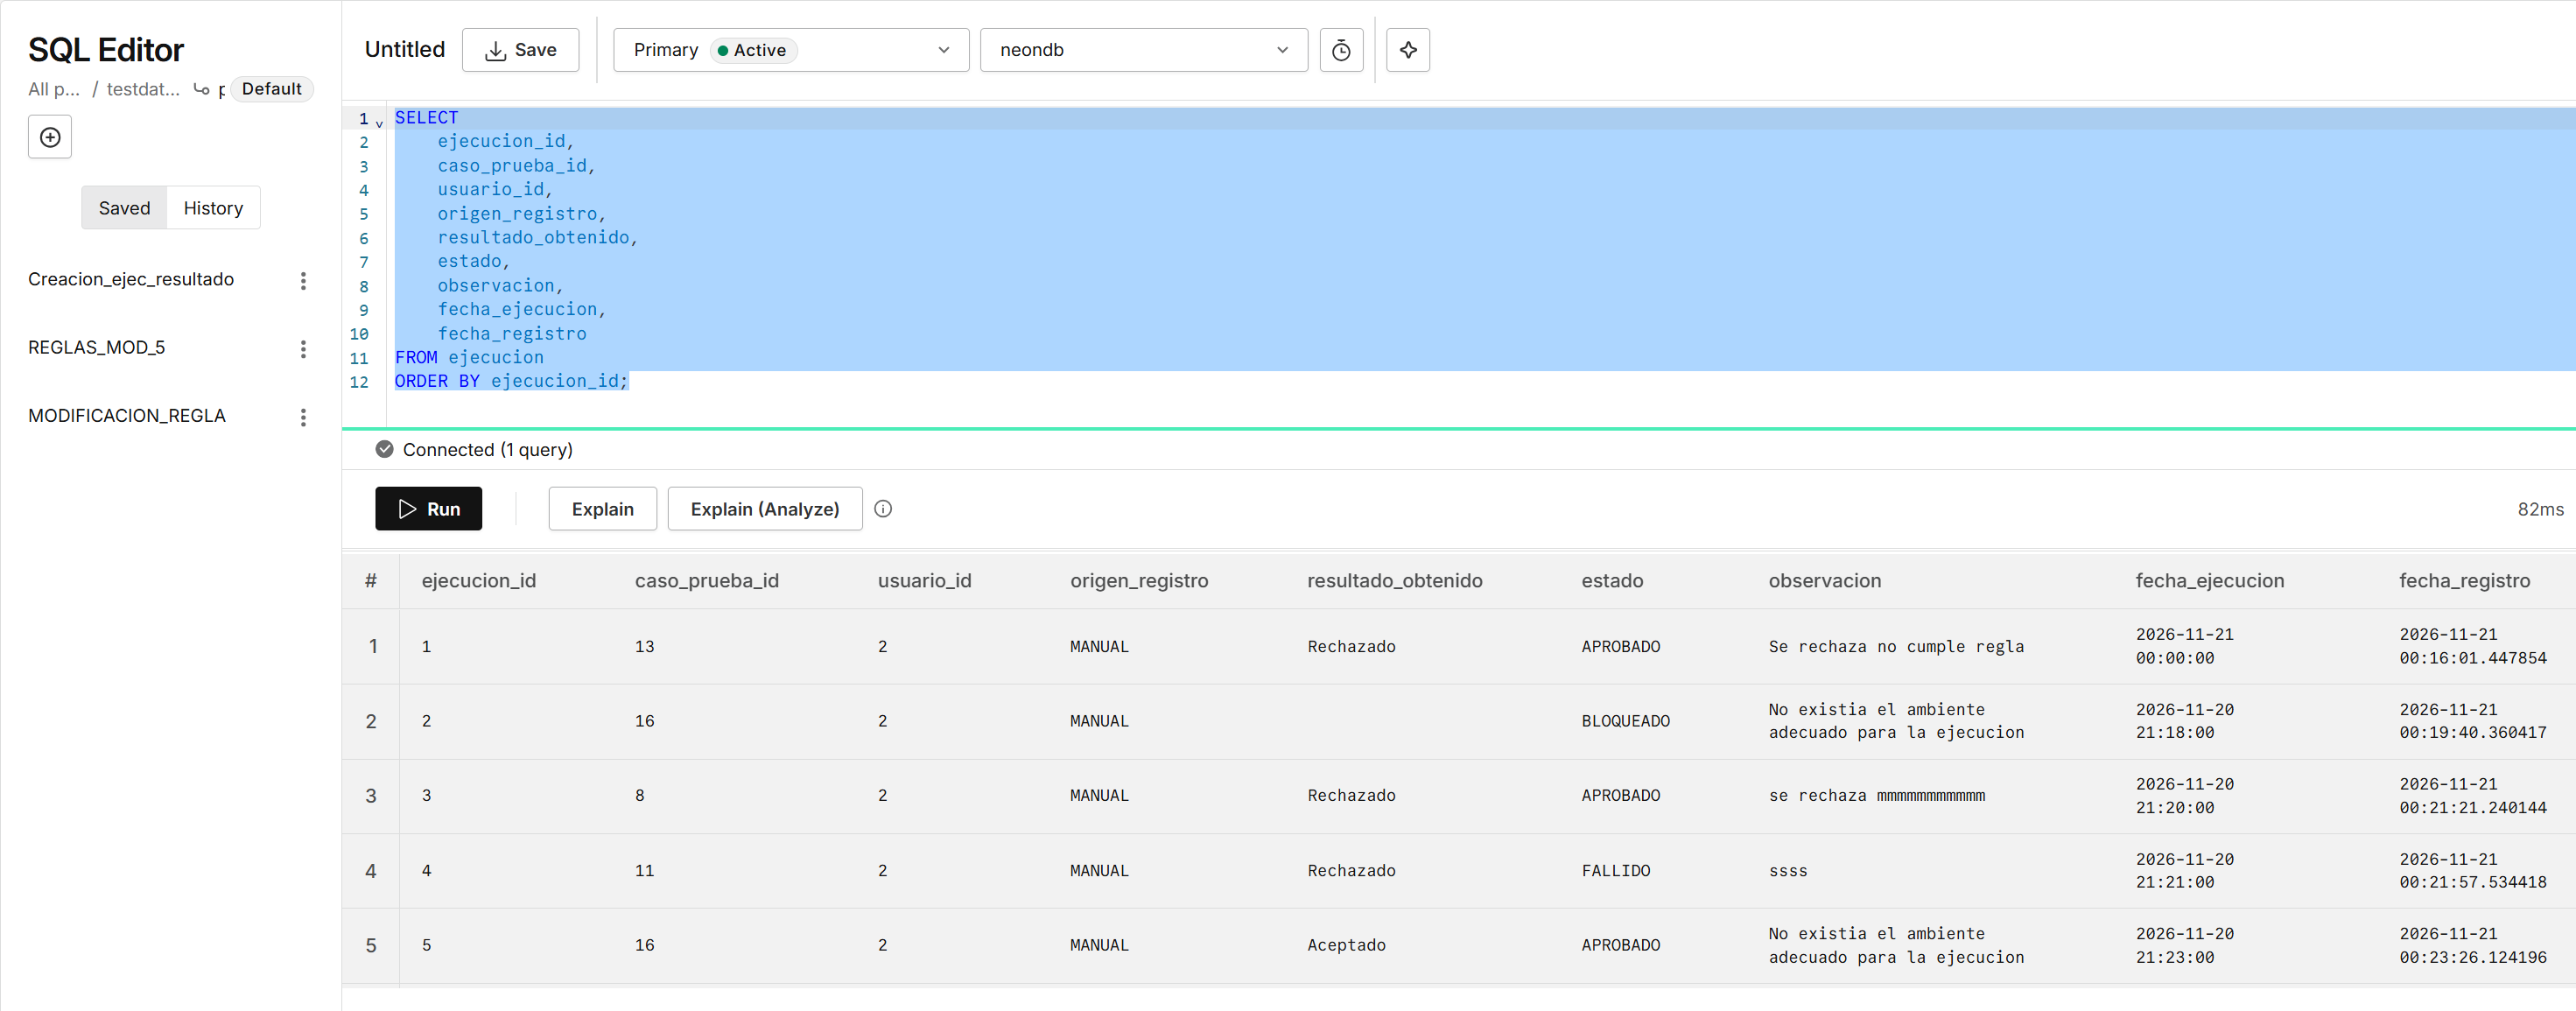 SQL Editor
All p... / testdat... p Default
Saved History
Creacion_ejec_resultado
REGLAS_MOD_5
MODIFICACION_REGLA
Untitled Save Primary Active neondb
1 SELECT
2 ejecucion_id,
3 caso_prueba_id,
4 usuario_id,
5 origen_registro,
6 resultado_obtenido,
7 estado,
8 observacion,
9 fecha_ejecucion,
10 fecha_registro
11 FROM ejecucion
12 ORDER BY ejecucion_id;
Connected (1 query)
Run Explain Explain (Analyze) 82ms
# ejecucion_id caso_prueba_id usuario_id origen_registro resultado_obtenido estado observacion fecha_ejecucion fecha_registro
1 1 13 2 MANUAL Rechazado APROBADO Se rechaza no cumple regla 2026-11-21 00:00:00 2026-11-21 00:16:01.447854
2 2 16 2 MANUAL BLOQUEADO No existia el ambiente adecuado para la ejecucion 2026-11-20 21:18:00 2026-11-21 00:19:40.360417
3 3 8 2 MANUAL Rechazado APROBADO se rechaza mmmmmmmmmmm 2026-11-20 21:20:00 2026-11-21 00:21:21.240144
4 4 11 2 MANUAL Rechazado FALLIDO ssss 2026-11-20 21:21:00 2026-11-21 00:21:57.534418
5 5 16 2 MANUAL Aceptado APROBADO No existia el ambiente adecuado para la ejecucion 2026-11-20 21:23:00 2026-11-21 00:23:26.124196